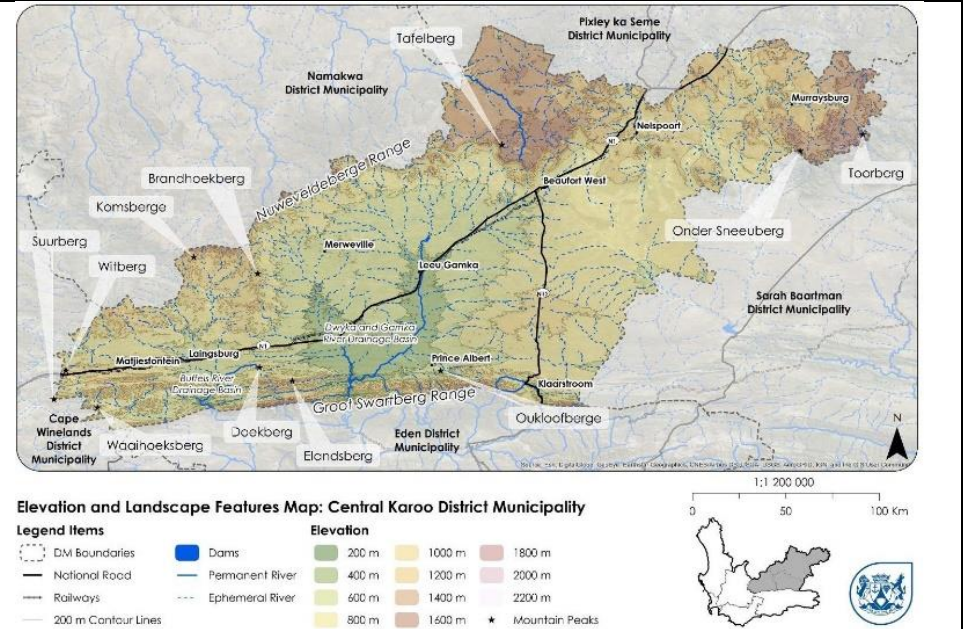 Pixley ka Seme
District Municipality
Tafelberg
Namakwa
District Municipality
Murraysburg
Nelspoort
N1
Toorberg
Brandhoekberg
Nuweveldeberge Range
Beaufort West
Komsberge
Onder Sneeuberg
Suurberg
Merweville
Witberg
Leeu Gamka
Sarah Baartman
District Municipality
N12
Dwyka and Gamka
River Drainage Basin
N1
Laingsburg
Matjiesfontein
Prince Albert
Buffels River
Drainage Basin
Klaarstroom
Groot Swartberg Range
Oukloofberge
N
Cape
Winelands
District
Municipality
Waaihoeksberg
Doekberg
Elandsberg
Eden District
Municipality
1:1 200 000
0 50 100 Km
Elevation and Landscape Features Map: Central Karoo District Municipality
Legend Items
DM Boundaries
National Road
Railways
200 m Contour Lines
Dams
Permanent River
Ephemeral River
Elevation
200 m
400 m
600 m
800 m
1000 m
1200 m
1400 m
1600 m
1800 m
2000 m
2200 m
Mountain Peaks